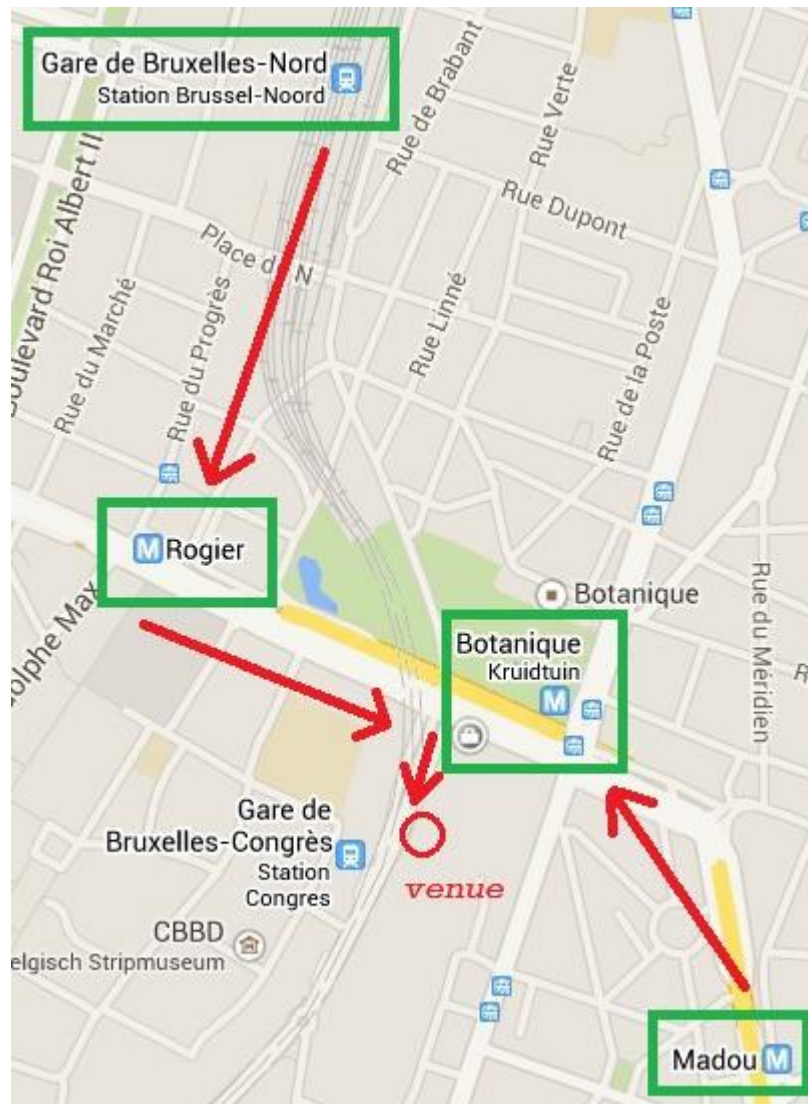 Gare de Bruxelles-Nord
Station Brussel-Noord
Rue de Brabant
Rue Verte
Boulevard Roi Albert II
Rue Dupont
Place d N
Rue du Marché
Rue du Progrès
Rue Linné
Rue de la Poste
M Rogier
Botanique
Rue du Méridien
Botanique
Kruidtuin
M
olphe Max
R
Gare de
Bruxelles-Congrès
Station
Congres
venue
CBBD
elgisch Stripmuseum
Madou M